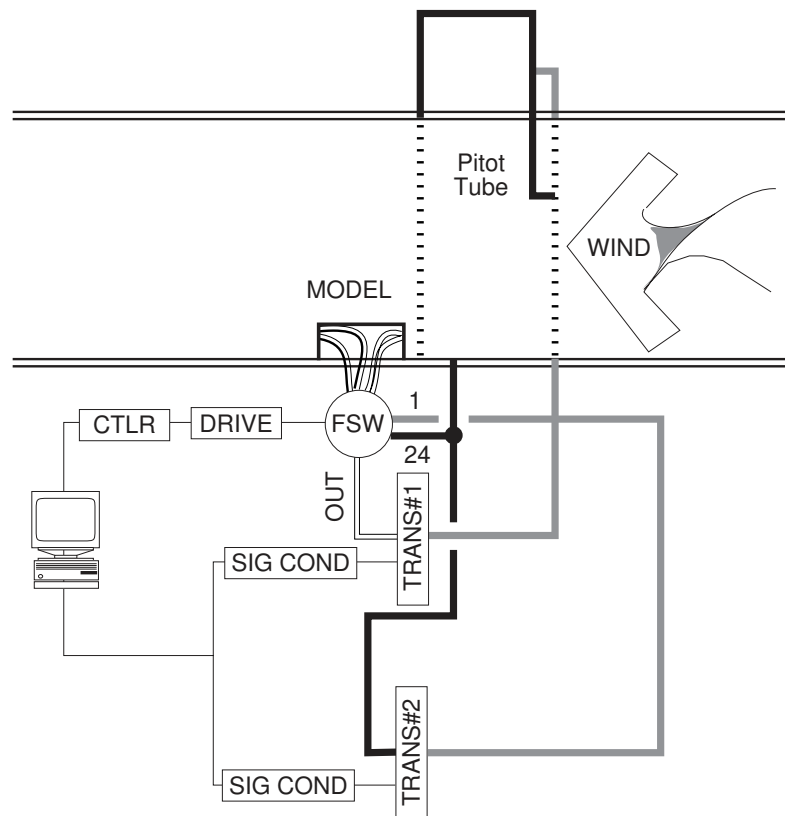 Pitot
Tube
WIND
MODEL
1
CTLR
DRIVE
FSW
24
OUT
TRANS#1
SIG COND
TRANS#2
SIG COND